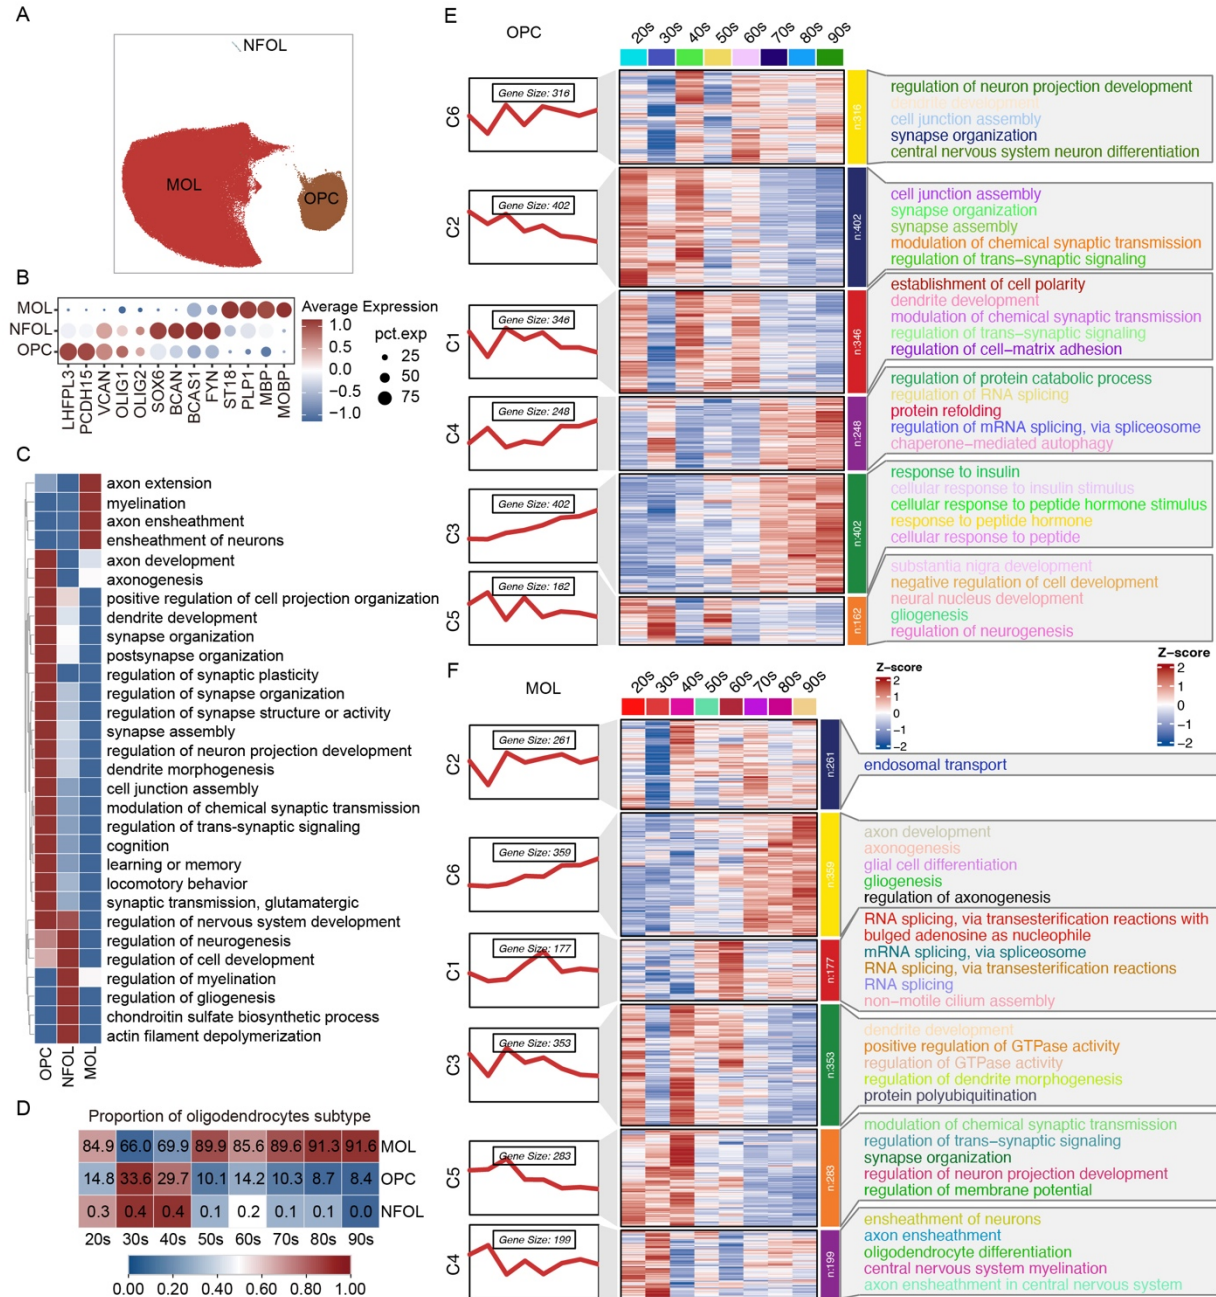 A
NFOL
MOL
OPC
B
MOL
NFOL
OPC
LHFPL3
PCDH15
VCAN
OLIG1
OLIG2
SOX6
BCAN
BCAS1
FYN
ST18
PLP1
MBP
MOBP
Average Expression
1.0
0.5
0.0
−0.5
−1.0
pct.exp
25
50
75
C
axon extension
myelination
axon ensheathment
ensheathment of neurons
axon development
axonogenesis
positive regulation of cell projection organization
dendrite development
synapse organization
postsynapse organization
regulation of synaptic plasticity
regulation of synapse organization
regulation of synapse structure or activity
synapse assembly
regulation of neuron projection development
dendrite morphogenesis
cell junction assembly
modulation of chemical synaptic transmission
regulation of trans-synaptic signaling
cognition
learning or memory
locomotory behavior
synaptic transmission, glutamatergic
regulation of nervous system development
regulation of neurogenesis
regulation of cell development
regulation of myelination
regulation of gliogenesis
chondroitin sulfate biosynthetic process
actin filament depolymerization
OPC
NFOL
MOL
D
Proportion of oligodendrocytes subtype
84.9 66.0 69.9 89.9 85.6 89.6 91.3 91.6 MOL
14.8 33.6 29.7 10.1 14.2 10.3 8.7 8.4 OPC
0.3 0.4 0.4 0.1 0.2 0.1 0.1 0.0 NFOL
20s 30s 40s 50s 60s 70s 80s 90s
0.00 0.20 0.40 0.60 0.80 1.00
E
OPC
20s 30s 40s 50s 60s 70s 80s 90s
C6
Gene Size: 316
n:316
regulation of neuron projection development
dendrite development
cell junction assembly
synapse organization
central nervous system neuron differentiation
C2
Gene Size: 402
n:402
cell junction assembly
synapse organization
synapse assembly
modulation of chemical synaptic transmission
regulation of trans−synaptic signaling
C1
Gene Size: 346
n:346
establishment of cell polarity
dendrite development
modulation of chemical synaptic transmission
regulation of trans−synaptic signaling
regulation of cell−matrix adhesion
C4
Gene Size: 248
n:248
regulation of protein catabolic process
regulation of RNA splicing
protein refolding
regulation of mRNA splicing, via spliceosome
chaperone−mediated autophagy
C3
Gene Size: 402
n:402
response to insulin
cellular response to insulin stimulus
cellular response to peptide hormone stimulus
response to peptide hormone
cellular response to peptide
C5
Gene Size: 162
n:162
substantia nigra development
negative regulation of cell development
neural nucleus development
gliogenesis
regulation of neurogenesis
Z−score
2
1
0
−1
−2
F
MOL
20s 30s 40s 50s 60s 70s 80s 90s
Z−score
2
1
0
−1
−2
C2
Gene Size: 261
n:261
endosomal transport
C6
Gene Size: 359
n:359
axon development
axonogenesis
glial cell differentiation
gliogenesis
regulation of axonogenesis
C1
Gene Size: 177
n:177
RNA splicing, via transesterification reactions with
bulged adenosine as nucleophile
mRNA splicing, via spliceosome
RNA splicing, via transesterification reactions
RNA splicing
non−motile cilium assembly
C3
Gene Size: 353
n:353
dendrite development
positive regulation of GTPase activity
regulation of GTPase activity
regulation of dendrite morphogenesis
protein polyubiquitination
C5
Gene Size: 283
n:283
modulation of chemical synaptic transmission
regulation of trans−synaptic signaling
synapse organization
regulation of neuron projection development
regulation of membrane potential
C4
Gene Size: 199
n:199
ensheathment of neurons
axon ensheathment
oligodendrocyte differentiation
central nervous system myelination
axon ensheathment in central nervous system